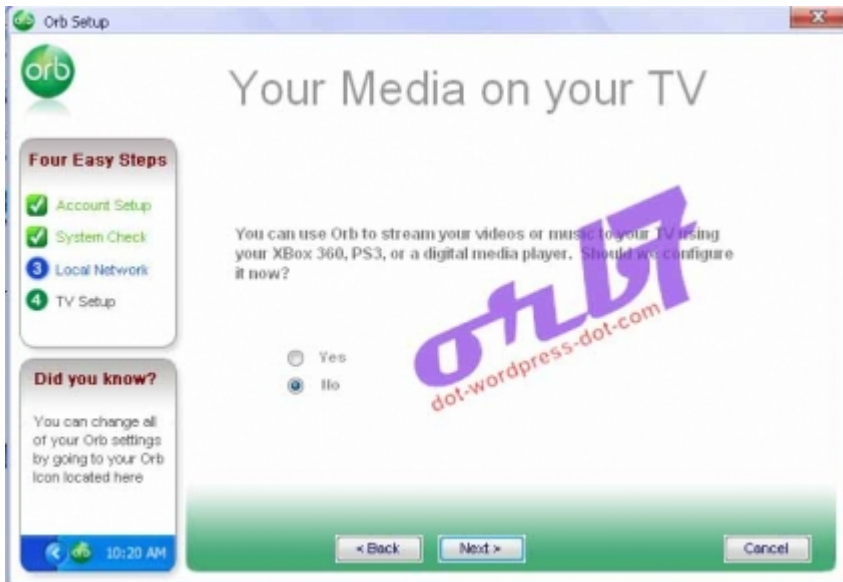 Orb Setup
orb
Your Media on your TV
Four Easy Steps
Account Setup
System Check
3 Local Network
4 TV Setup
You can use Orb to stream your videos or music to your TV using
your XBox 360, PS3, or a digital media player. Should we configure
it now?
Yes
No
dot-wordpress-dot-com
Did you know?
You can change all
of your Orb settings
by going to your Orb
Icon located here
10:20 AM
< Back
Next >
Cancel